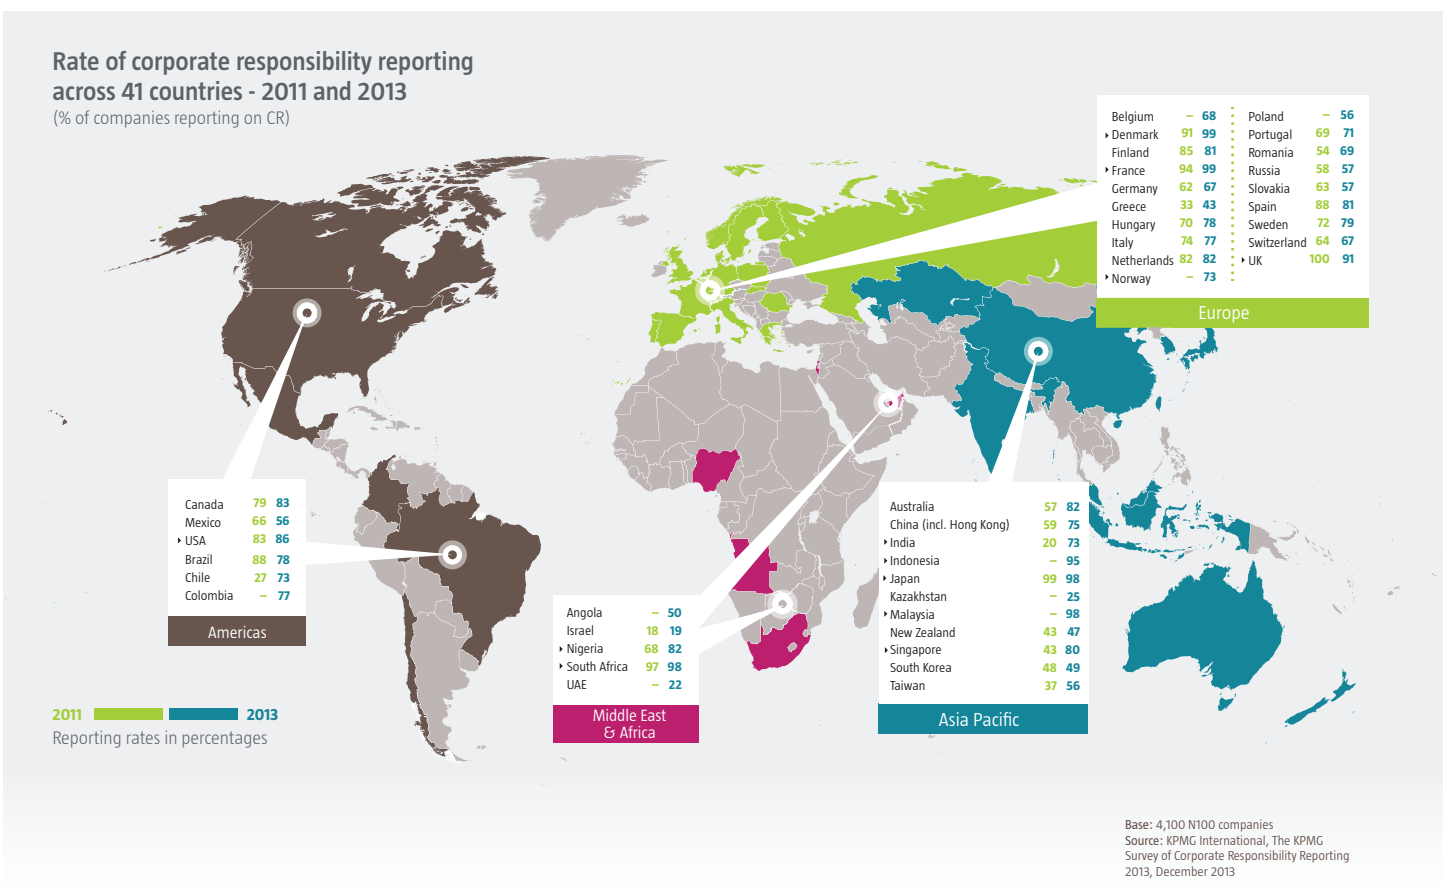 Rate of corporate responsibility reporting
across 41 countries - 2011 and 2013
(% of companies reporting on CR)
Belgium – 68
Denmark 91 99
Finland 85 81
France 94 99
Germany 62 67
Greece 33 43
Hungary 70 78
Italy 74 77
Netherlands 82 82
Norway – 73
Poland – 56
Portugal 69 71
Romania 54 69
Russia 58 57
Slovakia 63 57
Spain 88 81
Sweden 72 79
Switzerland 64 67
UK 100 91
Europe
Canada 79 83
Mexico 66 56
USA 83 86
Brazil 88 78
Chile 27 73
Colombia – 77
Americas
Angola – 50
Israel 18 19
Nigeria 68 82
South Africa 97 98
UAE – 22
Middle East
& Africa
Australia 57 82
China (incl. Hong Kong) 59 75
India 20 73
Indonesia – 95
Japan 99 98
Kazakhstan – 25
Malaysia – 98
New Zealand 43 47
Singapore 43 80
South Korea 48 49
Taiwan 37 56
Asia Pacific
2011 2013
Reporting rates in percentages
Base: 4,100 N100 companies
Source: KPMG International, The KPMG
Survey of Corporate Responsibility Reporting
2013, December 2013